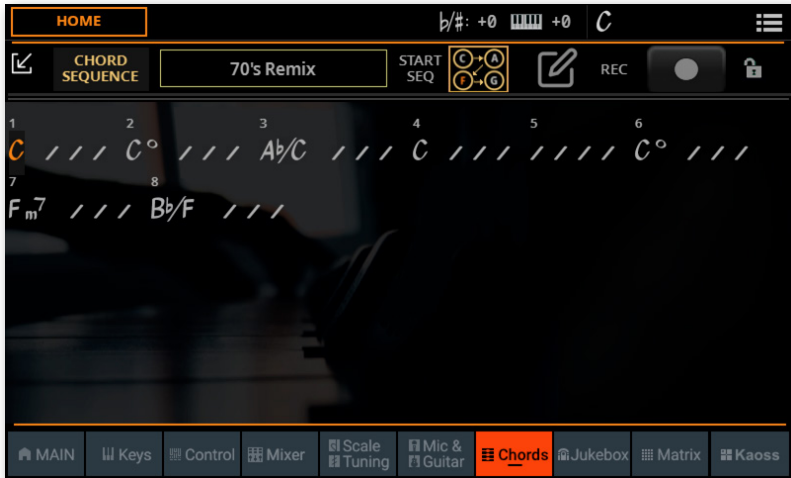 HOME ♭/♯: +0 +0 C
CHORD SEQUENCE 70's Remix START SEQ C A F G REC
1 2 3 4 5 6
C / / / C° / / / A♭/C / / / C / / / / / / / C° / / /
7 8
Fm7 / / / B♭/F / / /
MAIN Keys Control Mixer Scale Tuning Mic & Guitar Chords Jukebox Matrix Kaoss